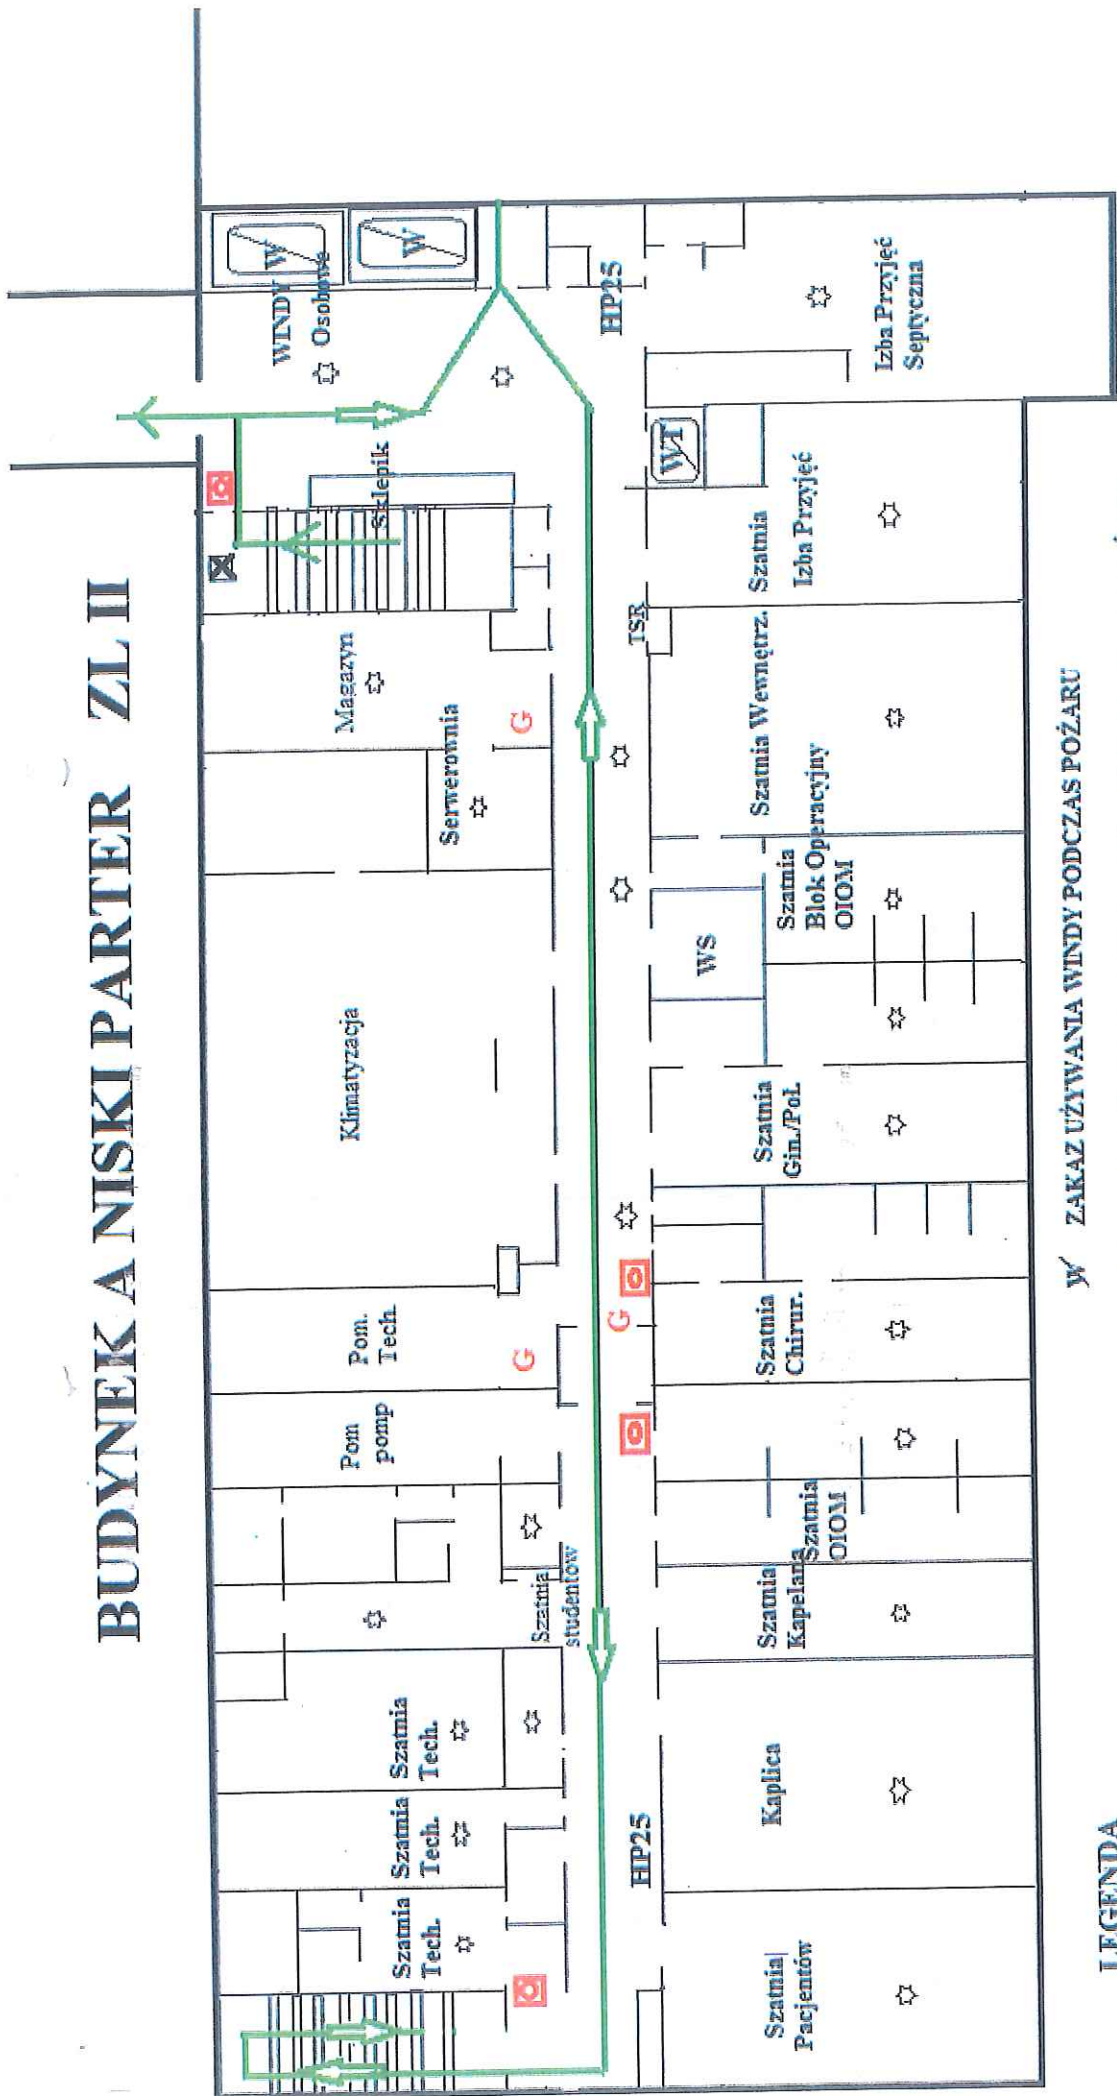 BUDYNEK A NISKI PARTER ZL II
WINDY
Osobowe
W
W
Sklepik
Magazyn
Serwerownia
G
Klimatyzacja
Pom.
Tech.
G
Pom
pomp
Szatnia
studentów
Szatnia
Tech.
Szatnia
Tech.
Szatnia
Tech.
HP25
G
TSR
HP25
WT
WS
Szatnia|
Pacjentów
Kaplica
Szatnia
Kapelana
Szatnia
OIOM
Szatnia
Chirur.
Szatnia
Gin./Poł.
Szatnia
Blok Operacyjny
OIOM
Szatnia Wewnętrz.
Szatnia
Izba Przyjęć
Izba Przyjęć
Septyczna
LEGENDA
W ZAKAZ UŻYWANIA WINDY PODCZAS POŻARU